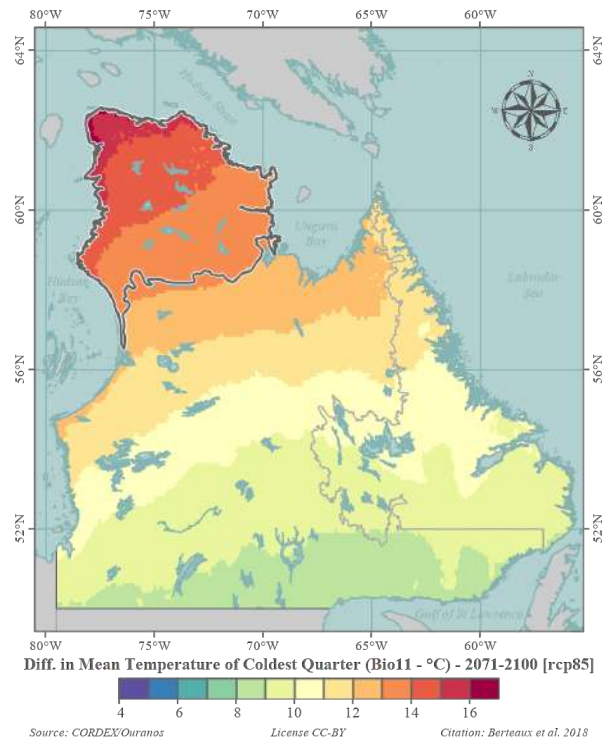 80°W 75°W 70°W 65°W 60°W
64°N 64°N
Hudson Strait
N
W E
S
60°N 60°N
Ungava
Bay
Hudson
Bay
Labrador
Sea
56°N 56°N
52°N 52°N
Gulf of St Lawrence
80°W 75°W 70°W 65°W 60°W
Diff. in Mean Temperature of Coldest Quarter (Bio11 - °C) - 2071-2100 [rcp85]
4 6 8 10 12 14 16
Source: CORDEX/Ouranos License CC-BY Citation: Berteaux et al. 2018